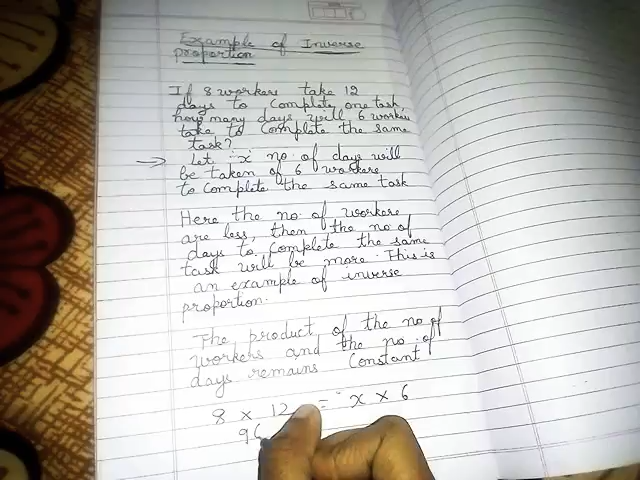 Example of Inverse
proportion
If 8 workers take 12
days to complete one task,
how many days will 6 workers
take to complete the same
task?
→ Let 'x' no of days will
be taken of 6 workers
to complete the same task
Here the no of workers
are less, then the no of
days to complete the same
task will be more. This is
an example of inverse
proportion.
The product of the no of
workers and the no of
days remains constant
8 × 12 = x × 6